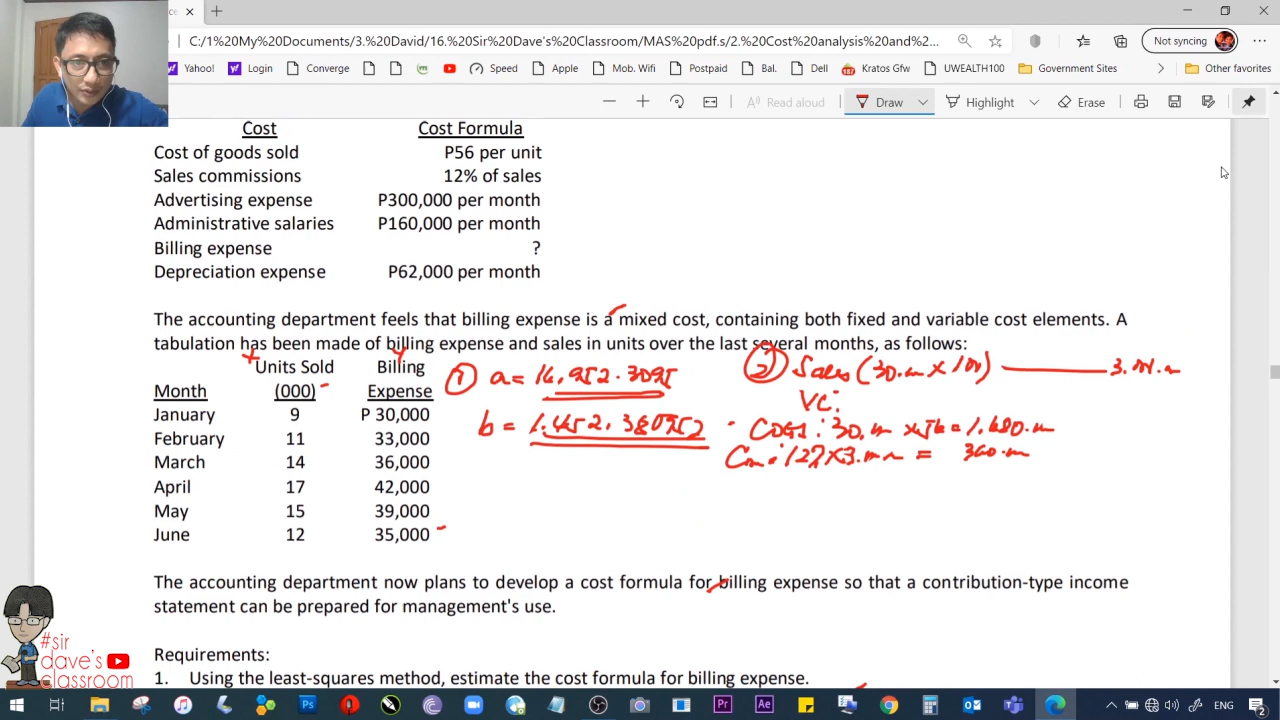 C:/1%20My%20Documents/3.%20David/16.%20Sir%20Dave's%20Classroom/MAS%20pdf.s/2.%20Cost%20analysis%20and%...
Not syncing
Yahoo! Login Converge Speed Apple Mob. Wifi Postpaid Bal. Dell Kratos Gfw UWEALTH100 Government Sites Other favorites
Read aloud Draw Highlight Erase
Cost Cost Formula
Cost of goods sold P56 per unit
Sales commissions 12% of sales
Advertising expense P300,000 per month
Administrative salaries P160,000 per month
Billing expense ?
Depreciation expense P62,000 per month
The accounting department feels that billing expense is a mixed cost, containing both fixed and variable cost elements. A
tabulation has been made of billing expense and sales in units over the last several months, as follows:
Units Sold Billing
Month (000) Expense
January 9 P 30,000
February 11 33,000
March 14 36,000
April 17 42,000
May 15 39,000
June 12 35,000
1 a = 16,952.3095
b = 1,452.380952
2 Sales (30,m x 100)
VC:
COGS: 30,m x 56 = 1,680,m
12% x 3,m = 360,m
The accounting department now plans to develop a cost formula for billing expense so that a contribution-type income
statement can be prepared for management's use.
Requirements:
1. Using the least-squares method, estimate the cost formula for billing expense.
#sir
dave's
classroom
ENG